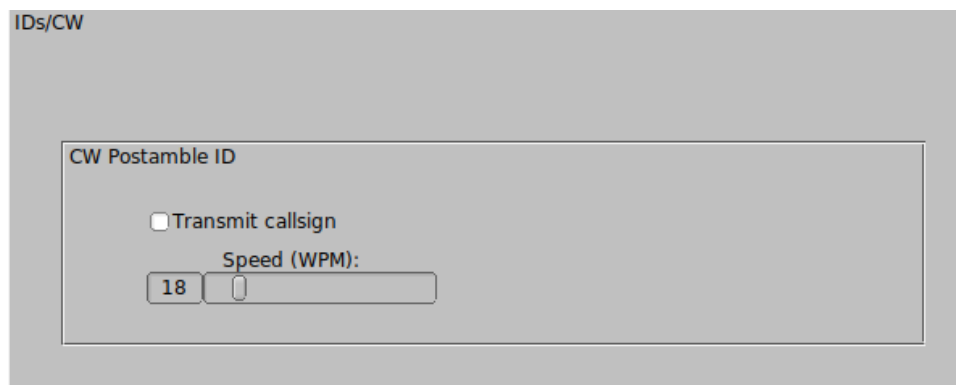 IDs/CW
CW Postamble ID
Transmit callsign
Speed (WPM):
18